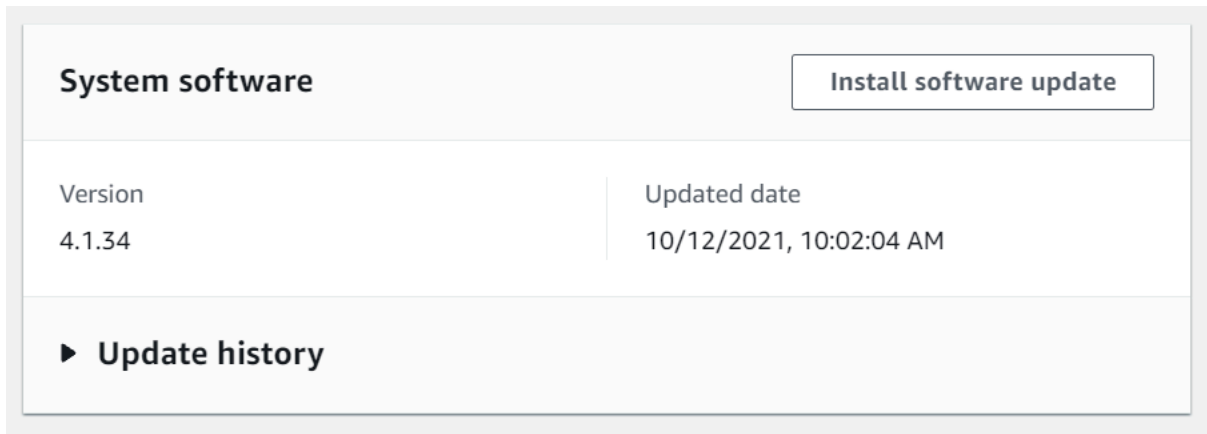 System software
Install software update
Version
Updated date
4.1.34
10/12/2021, 10:02:04 AM
Update history